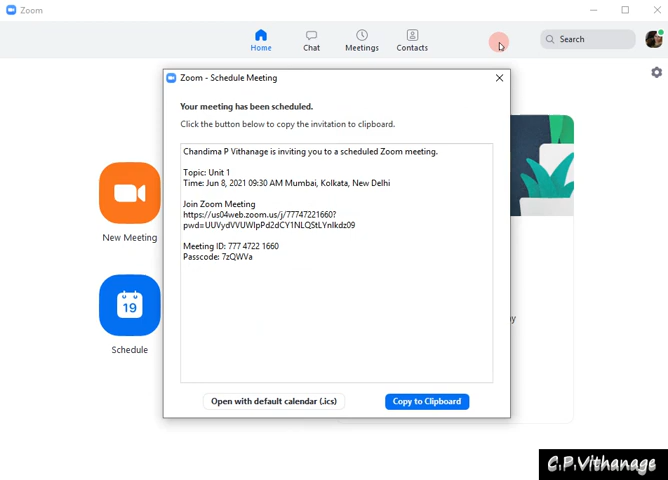 Zoom
Home
Chat
Meetings
Contacts
Search
Zoom - Schedule Meeting
Your meeting has been scheduled.
Click the button below to copy the invitation to clipboard.
Chandima P Vithanage is inviting you to a scheduled Zoom meeting.
Topic: Unit 1
Time: Jun 8, 2021 09:30 AM Mumbai, Kolkata, New Delhi
Join Zoom Meeting
https://us04web.zoom.us/j/77747221660?
Meeting ID: 777 4722 1660
Passcode: 7zQWVa
New Meeting
19
Schedule
Open with default calendar (.ics)
Copy to Clipboard
C.P.Vithanage